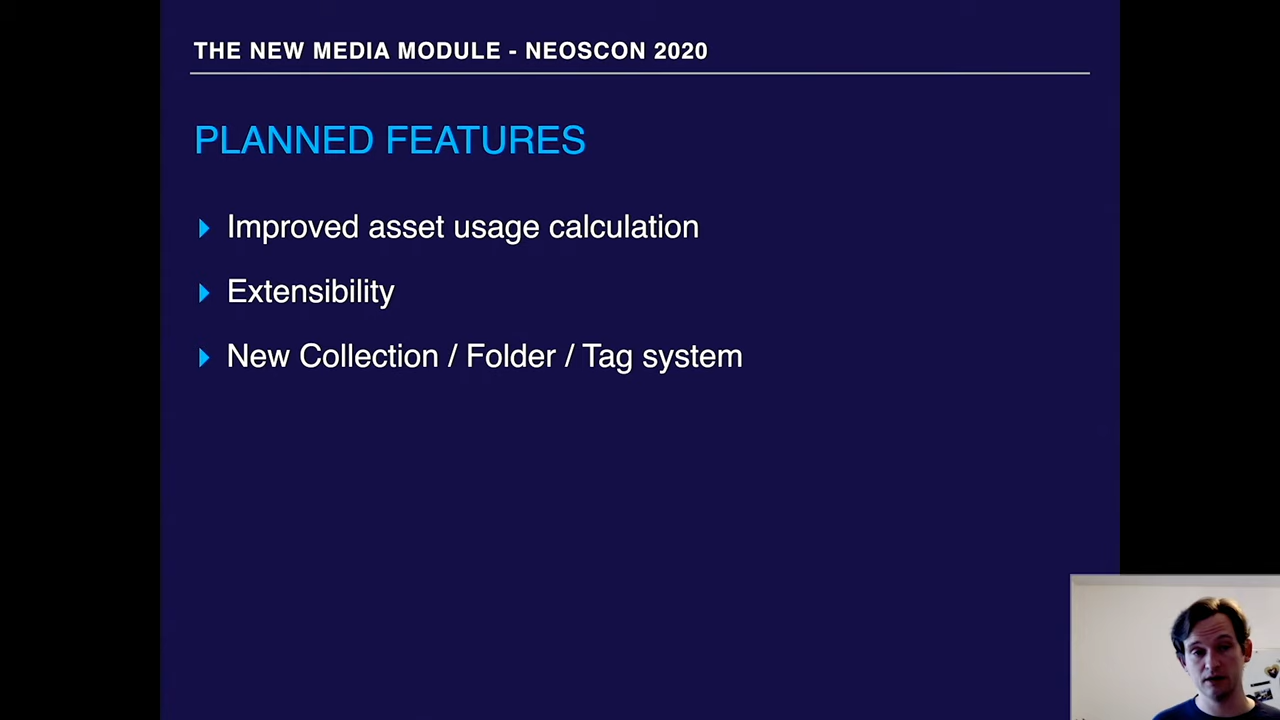 THE NEW MEDIA MODULE - NEOSCON 2020
PLANNED FEATURES
Improved asset usage calculation
Extensibility
New Collection / Folder / Tag system